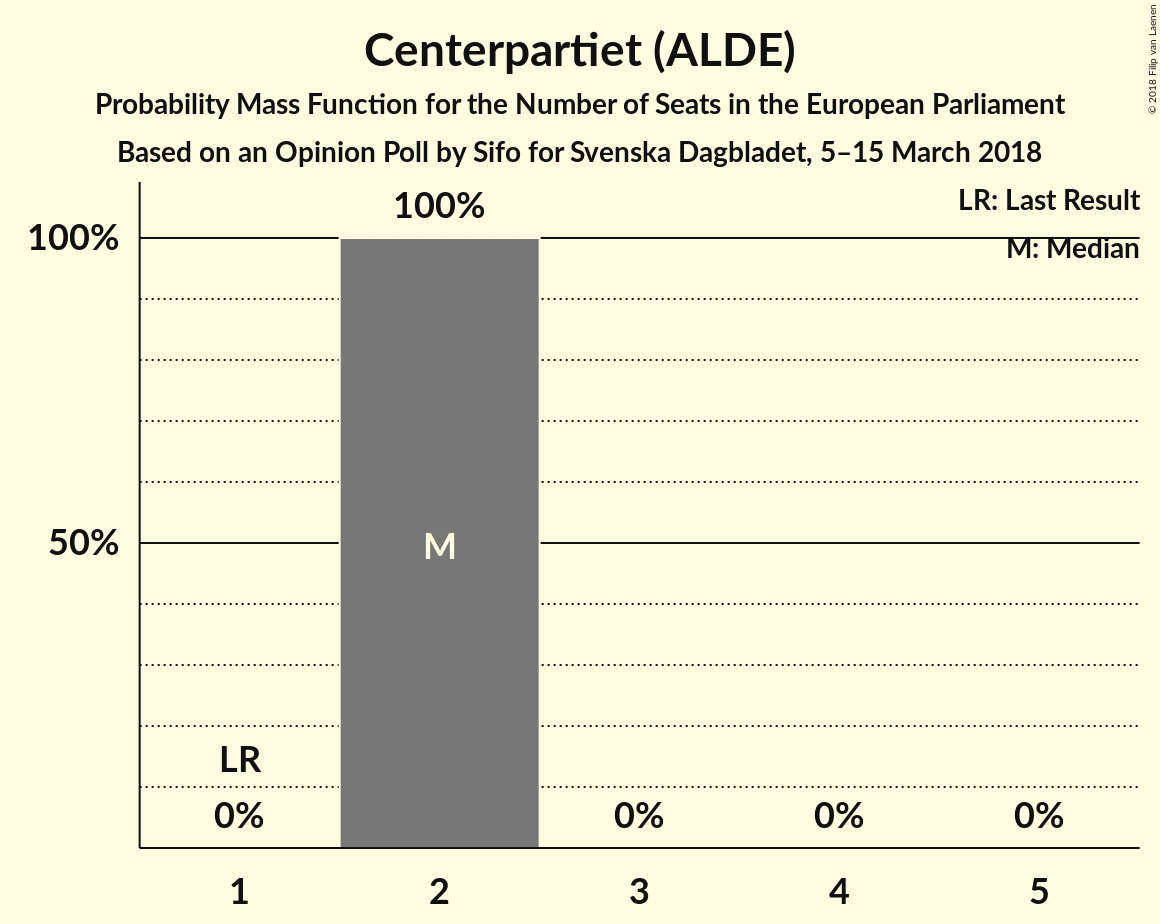 Centerpartiet (ALDE)
Probability Mass Function for the Number of Seats in the European Parliament
Based on an Opinion Poll by Sifo for Svenska Dagbladet, 5–15 March 2018
© 2018 Filip van Laenen
LR: Last Result
M: Median
100%
100%
50%
M
LR
0%
0%
0%
0%
1
2
3
4
5